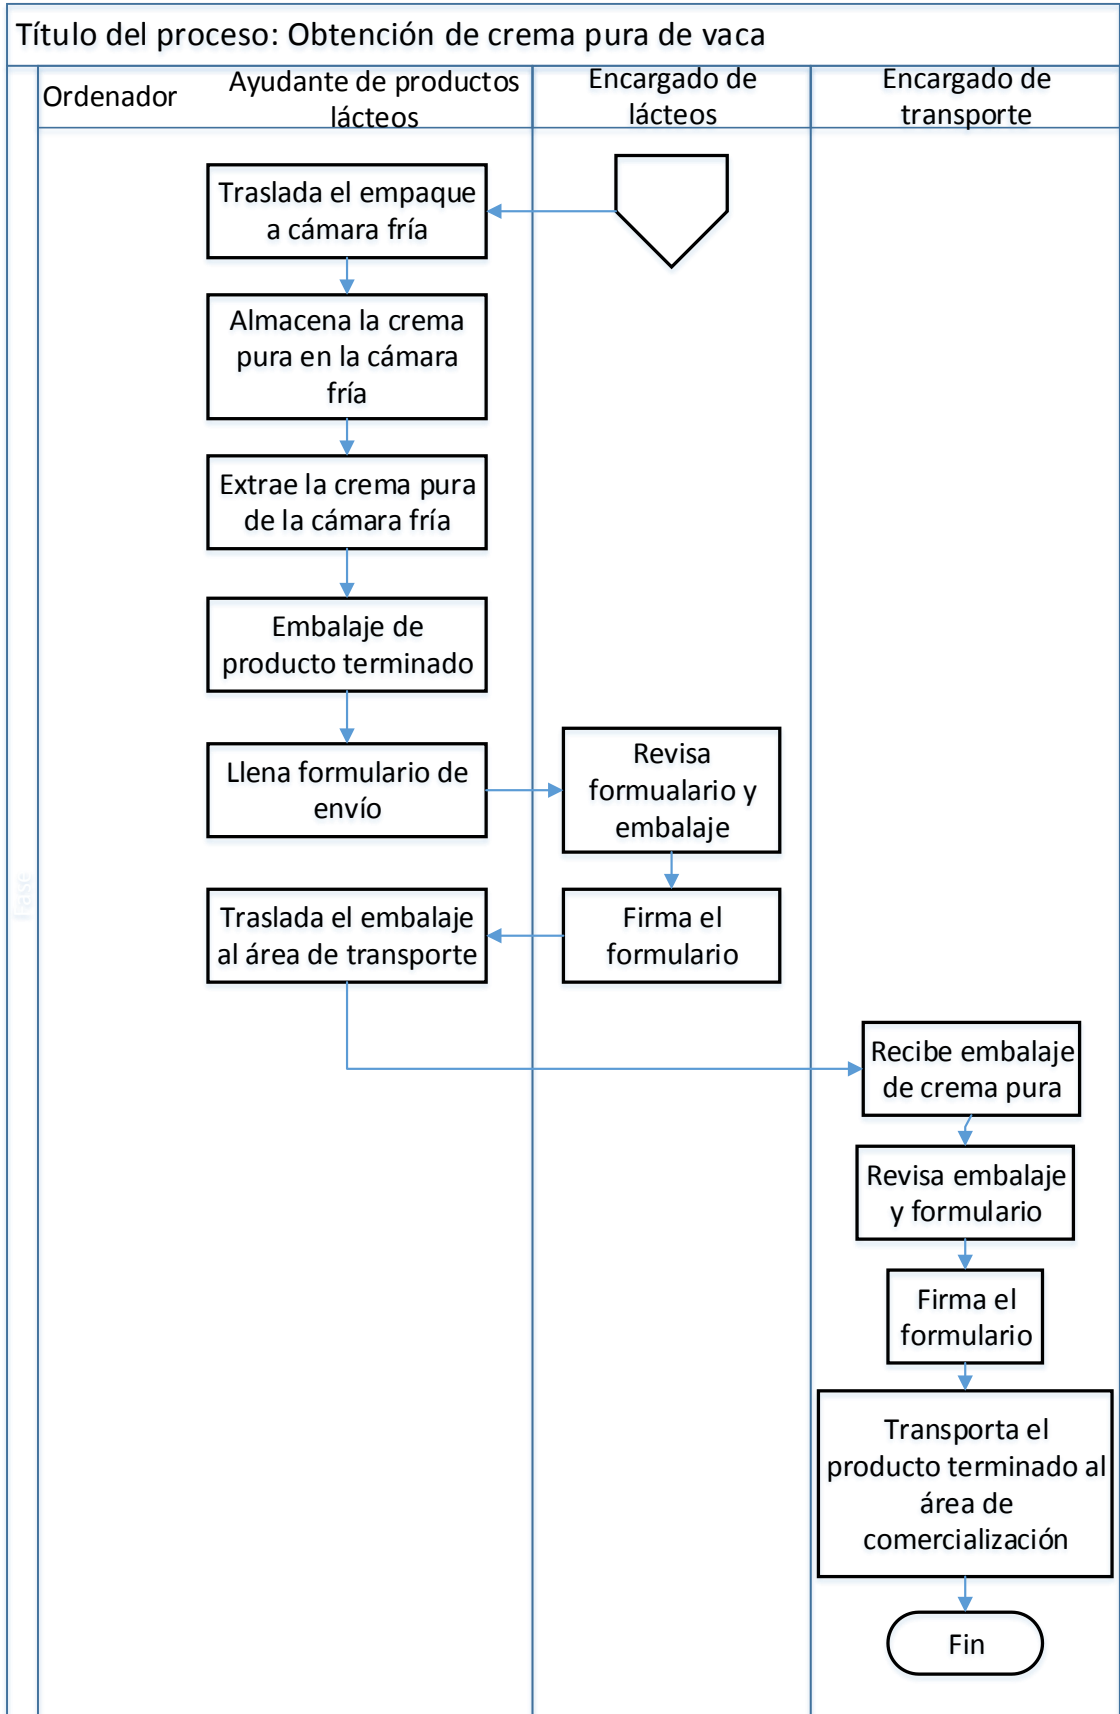 Título del proceso: Obtención de crema pura de vaca
Ordenador
Ayudante de productos
lácteos
Encargado de
lácteos
Encargado de
transporte
Traslada el empaque
a cámara fría
Almacena la crema
pura en la cámara
fría
Extrae la crema pura
de la cámara fría
Embalaje de
producto terminado
Llena formulario de
envío
Revisa
formualario y
embalaje
Traslada el embalaje
al área de transporte
Firma el
formulario
Recibe embalaje
de crema pura
Revisa embalaje
y formulario
Firma el
formulario
Transporta el
producto terminado al
área de
comercialización
Fin
Fase